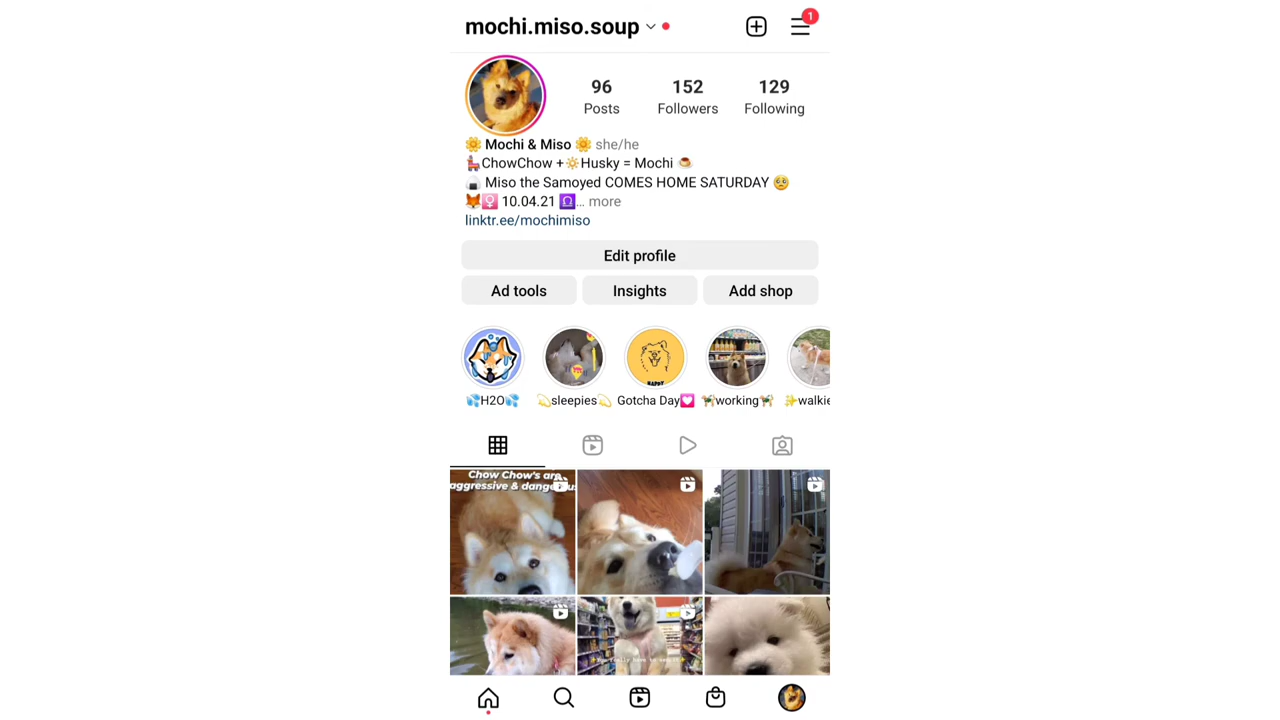 mochi.miso.soup
1
96 152 129
Posts Followers Following
🌼 Mochi & Miso 🌼 she/he
ChowChow +☀Husky = Mochi 🍮
🍙 Miso the Samoyed COMES HOME SATURDAY 🥺
🦊♀ 10.04.21 ♎... more
linktr.ee/mochimiso
Edit profile
Ad tools Insights Add shop
HAPPY
💦H2O💦 💫sleepies💫 Gotcha Day💟 working ✨walkie
Chow Chow's are
aggressive & dangerous